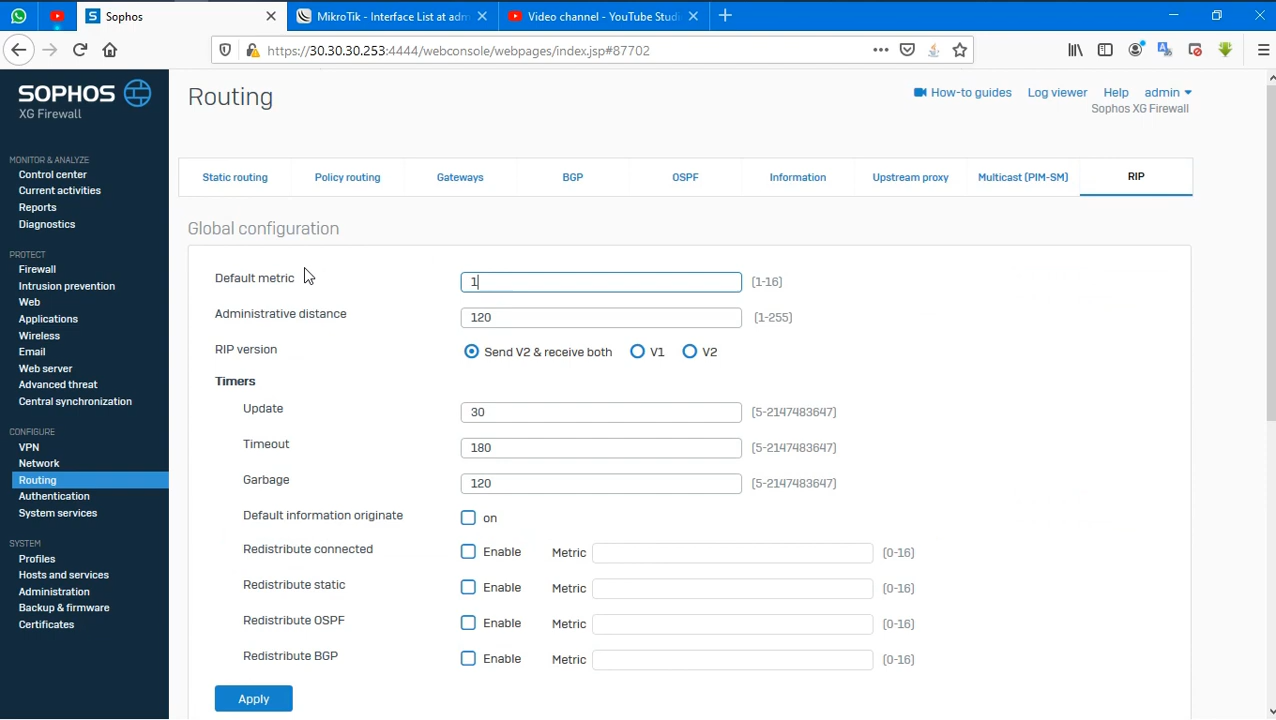 Sophos
MikroTik - Interface List at adm
Video channel - YouTube Studi
https://30.30.30.253:4444/webconsole/webpages/index.jsp#87702
SOPHOS
XG Firewall
MONITOR & ANALYZE
Control center
Current activities
Reports
Diagnostics
PROTECT
Firewall
Intrusion prevention
Web
Applications
Wireless
Email
Web server
Advanced threat
Central synchronization
CONFIGURE
VPN
Network
Routing
Authentication
System services
SYSTEM
Profiles
Hosts and services
Administration
Backup & firmware
Certificates
Routing
How-to guides Log viewer Help admin
Sophos XG Firewall
Static routing Policy routing Gateways BGP OSPF Information Upstream proxy Multicast (PIM-SM) RIP
Global configuration
Default metric 1 (1-16)
Administrative distance 120 (1-255)
RIP version Send V2 & receive both V1 V2
Timers
Update 30 (5-2147483647)
Timeout 180 (5-2147483647)
Garbage 120 (5-2147483647)
Default information originate on
Redistribute connected Enable Metric (0-16)
Redistribute static Enable Metric (0-16)
Redistribute OSPF Enable Metric (0-16)
Redistribute BGP Enable Metric (0-16)
Apply